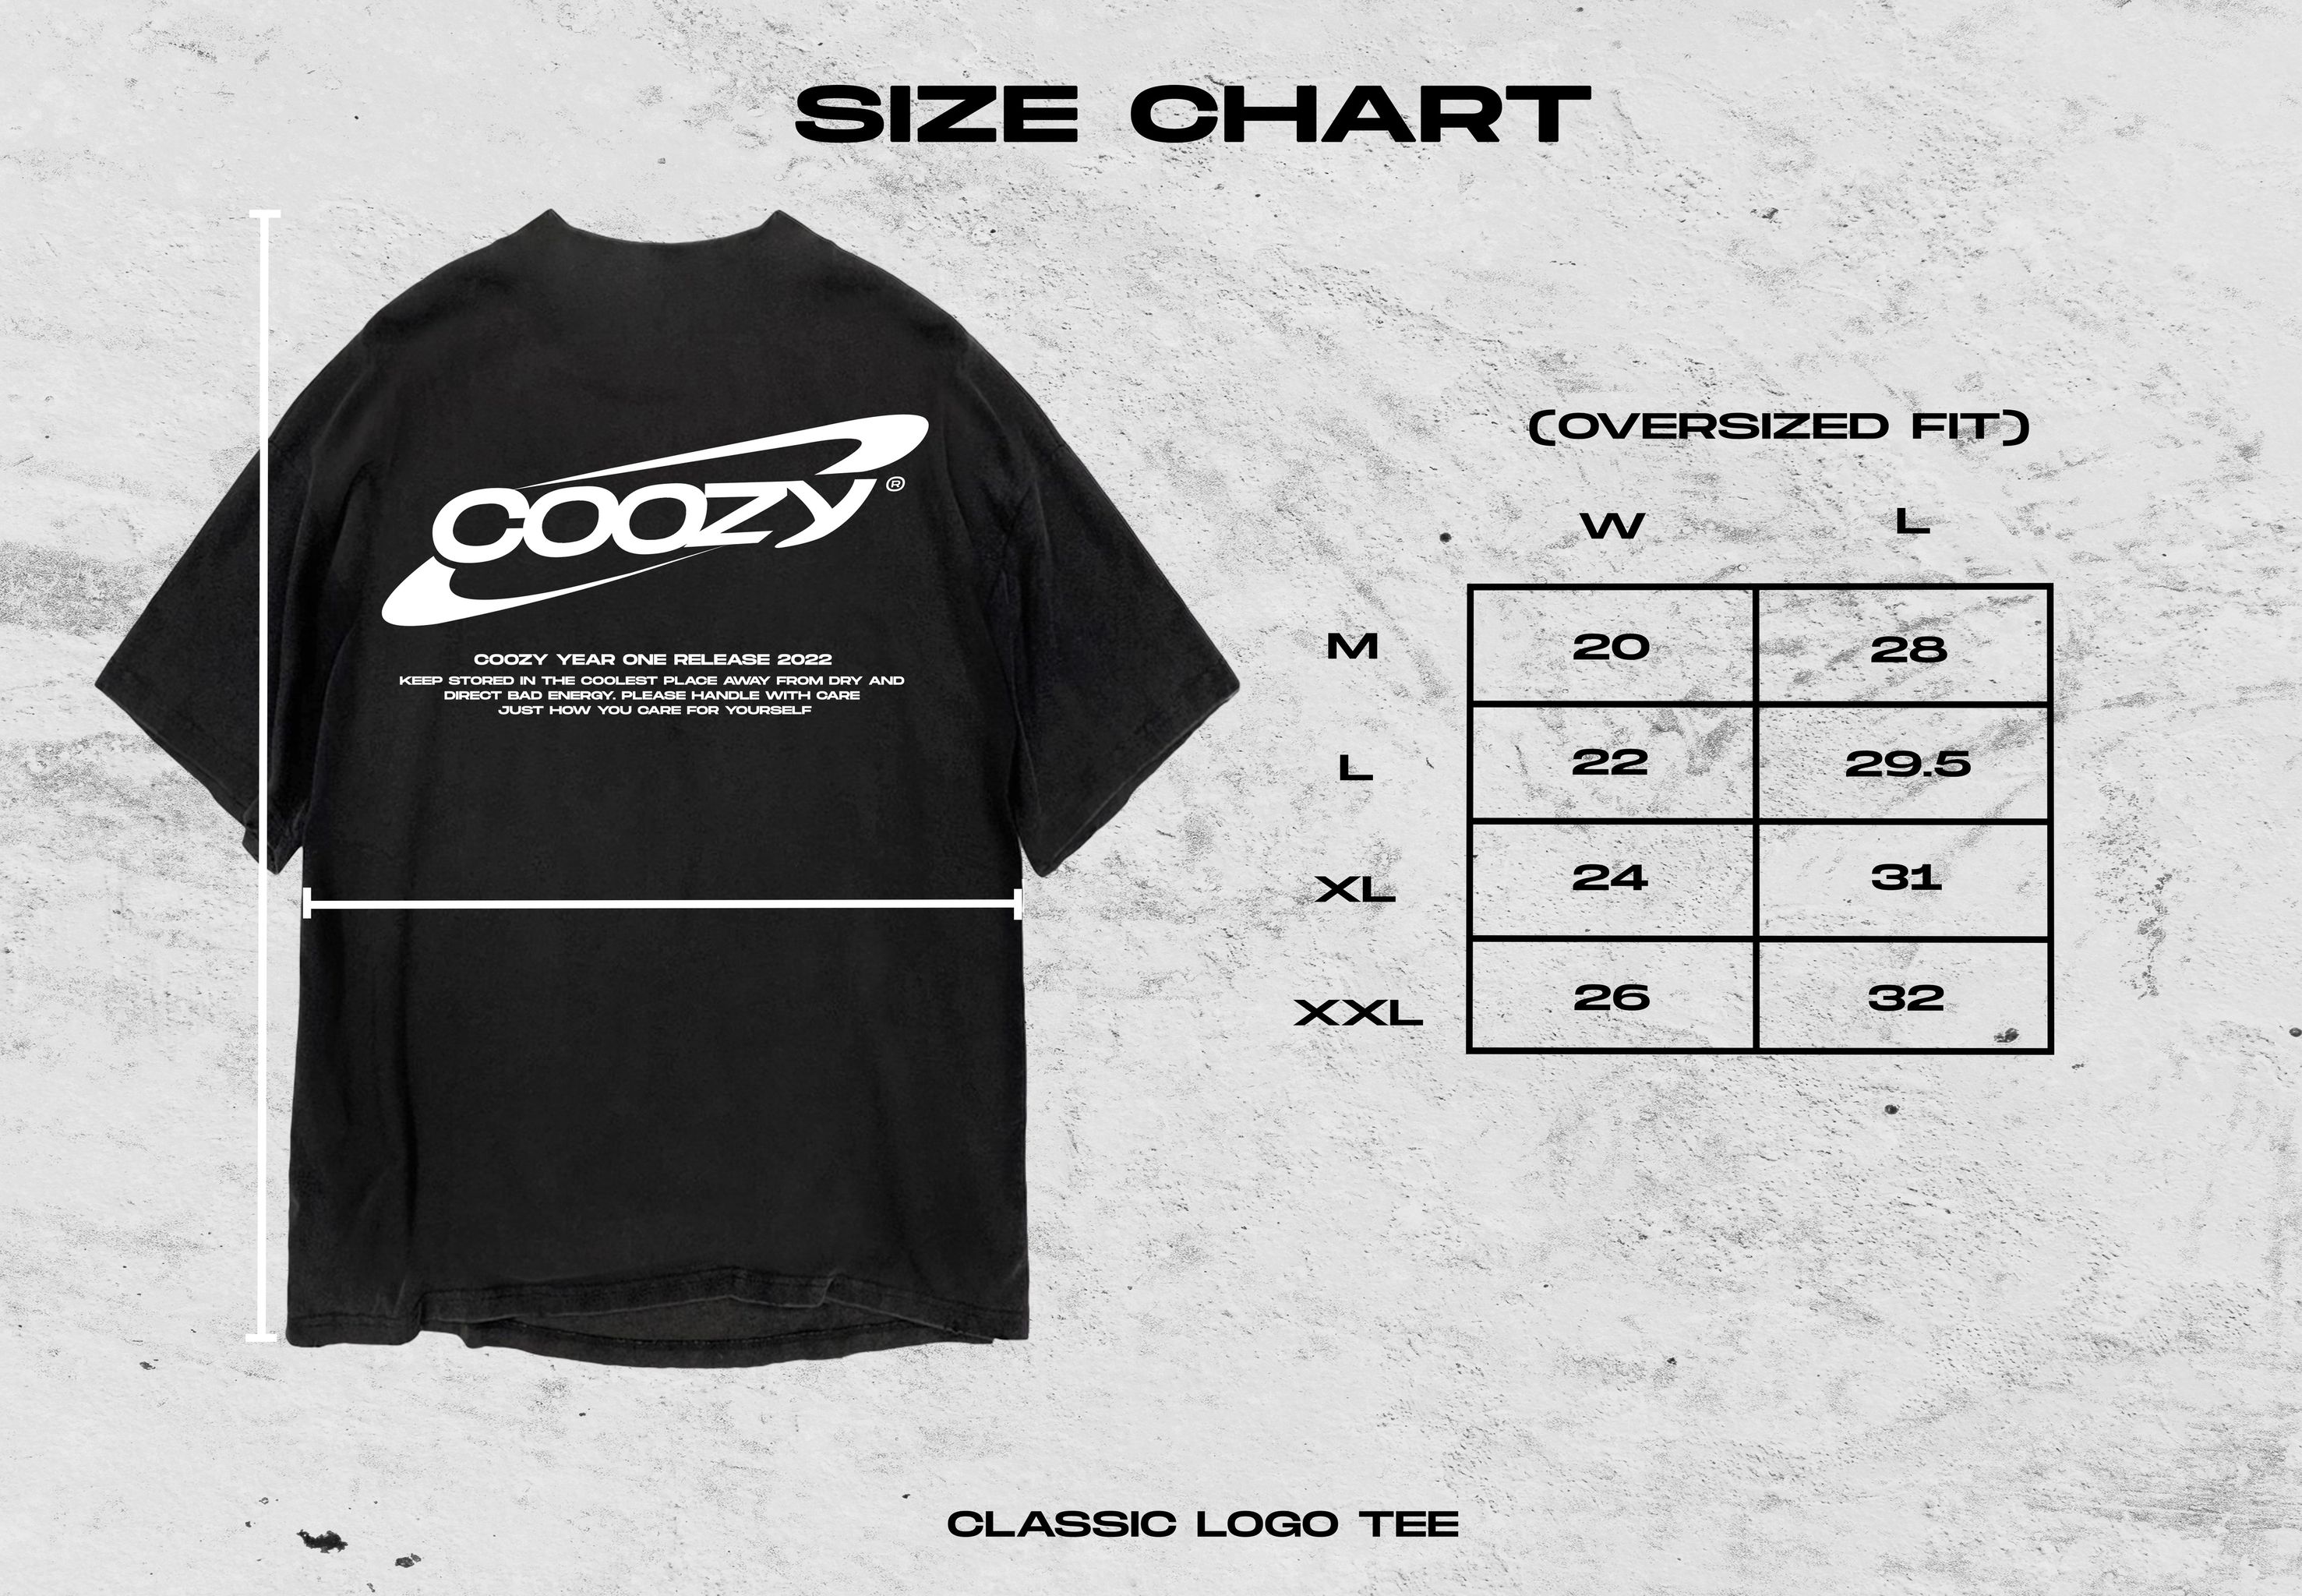 SIZE CHART
COOZY ®
COOZY YEAR ONE RELEASE 2022
KEEP STORED IN THE COOLEST PLACE AWAY FROM DRY AND
DIRECT BAD ENERGY. PLEASE HANDLE WITH CARE
JUST HOW YOU CARE FOR YOURSELF
(OVERSIZED FIT)
W L
M 20 28
L 22 29.5
XL 24 31
XXL 26 32
CLASSIC LOGO TEE